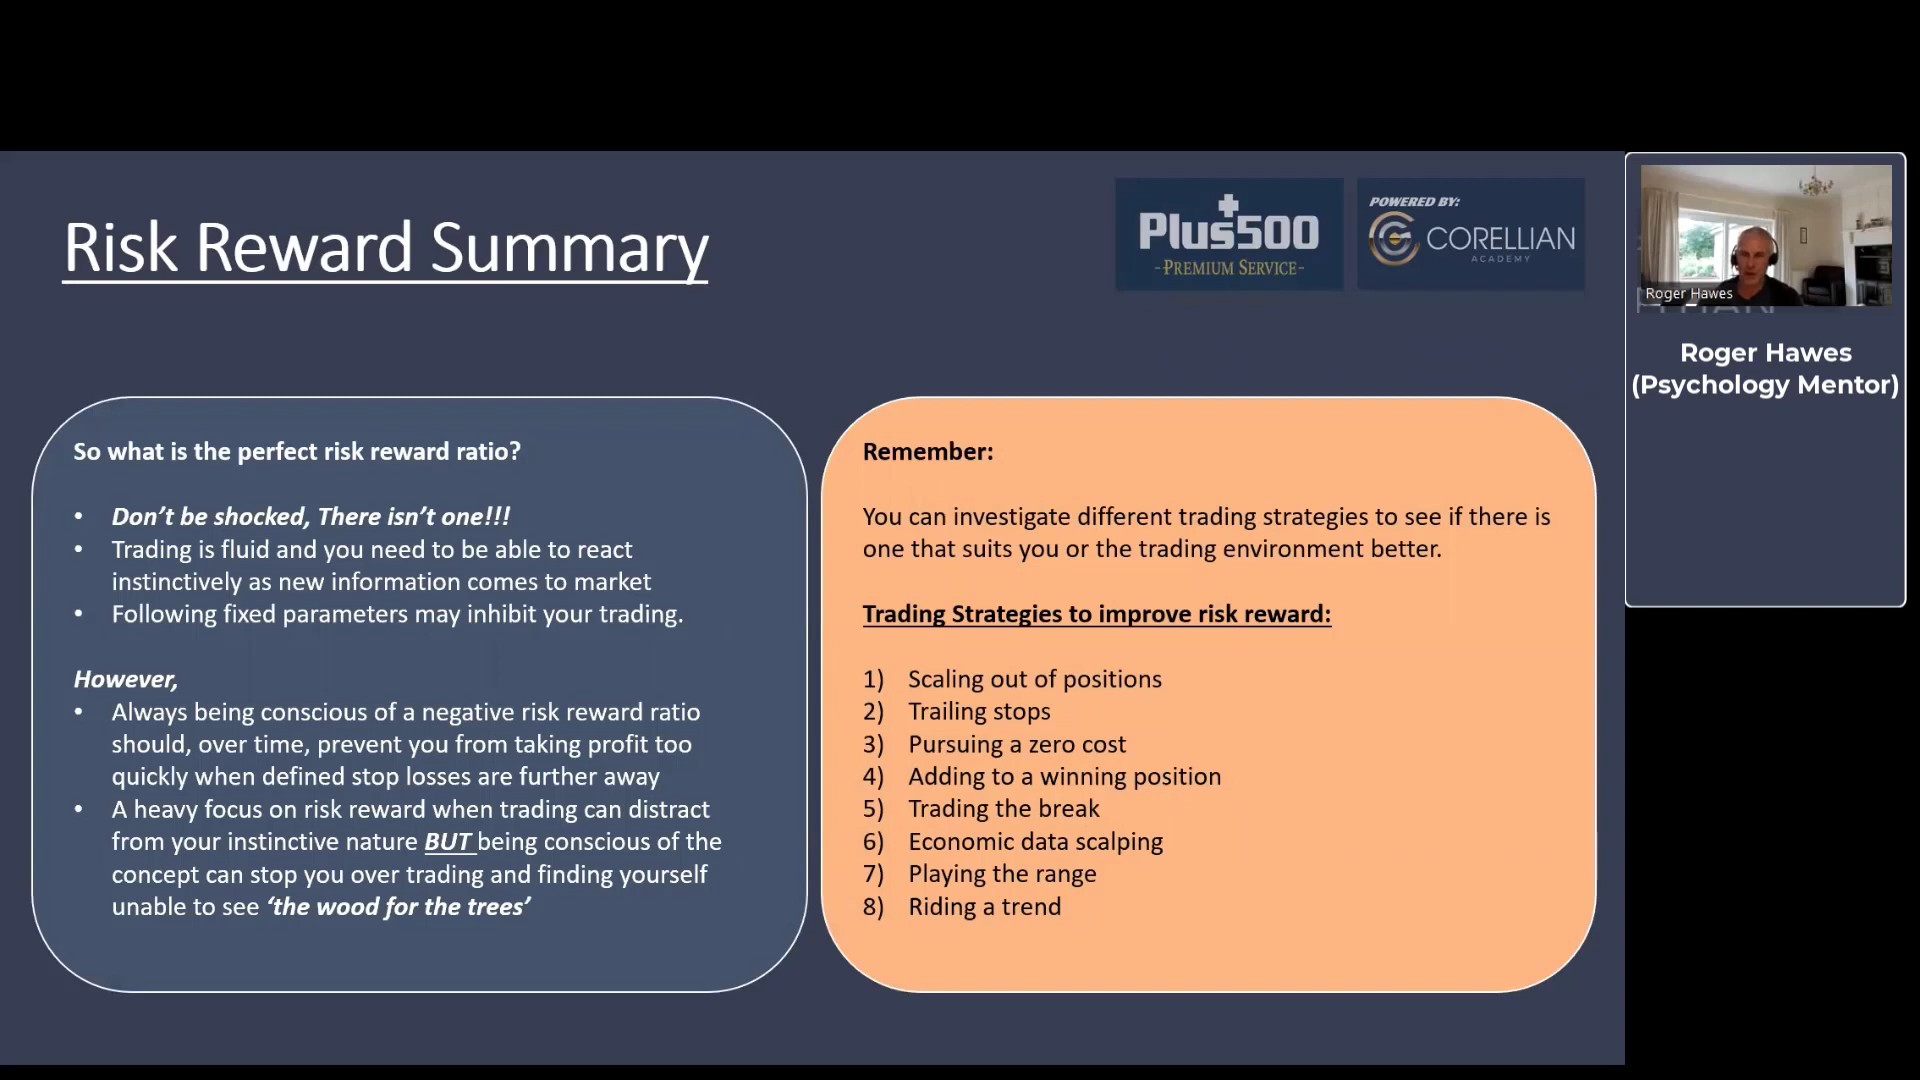 Risk Reward Summary
Plus500
-PREMIUM SERVICE-
POWERED BY:
CORELLIAN
ACADEMY
Roger Hawes
Roger Hawes
(Psychology Mentor)
So what is the perfect risk reward ratio?
• Don’t be shocked, There isn’t one!!!
• Trading is fluid and you need to be able to react
instinctively as new information comes to market
• Following fixed parameters may inhibit your trading.
However,
• Always being conscious of a negative risk reward ratio
should, over time, prevent you from taking profit too
quickly when defined stop losses are further away
• A heavy focus on risk reward when trading can distract
from your instinctive nature BUT being conscious of the
concept can stop you over trading and finding yourself
unable to see ‘the wood for the trees’
Remember:
You can investigate different trading strategies to see if there is
one that suits you or the trading environment better.
Trading Strategies to improve risk reward:
1) Scaling out of positions
2) Trailing stops
3) Pursuing a zero cost
4) Adding to a winning position
5) Trading the break
6) Economic data scalping
7) Playing the range
8) Riding a trend